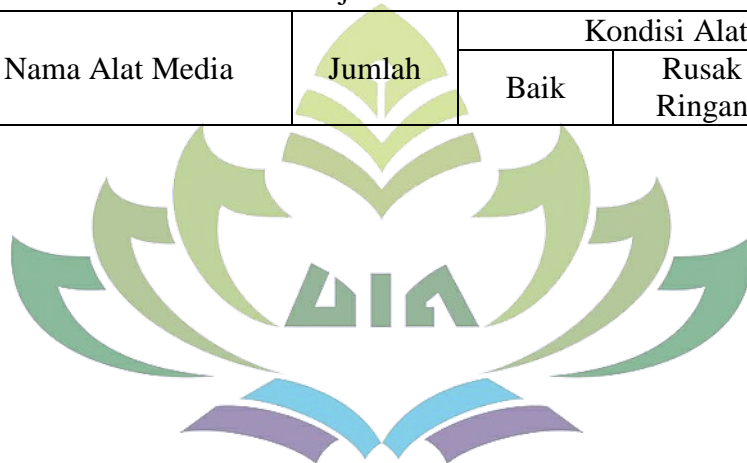 Kondisi Alat
Nama Alat Media
Jumlah
Baik
Rusak
Ringan
UIN